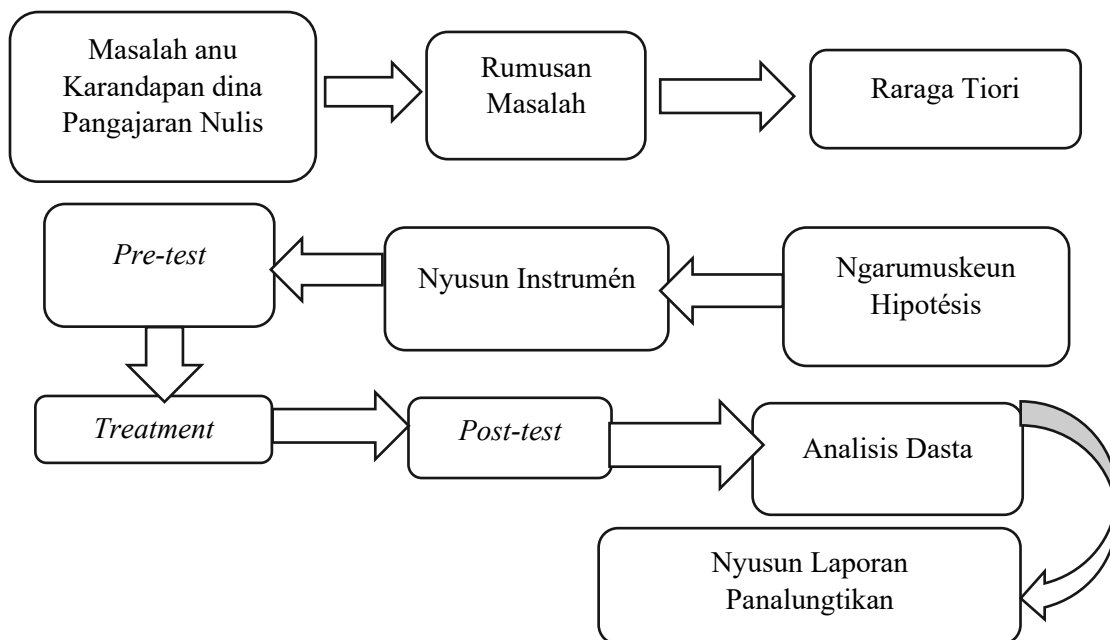 Masalah anu
Karandapan dina
Pangajaran Nulis
Rumusan
Masalah
Raraga Tiori
Ngarumuskeun
Hipotésis
Nyusun Instrumén
Pre-test
Treatment
Post-test
Analisis Dasta
Nyusun Laporan
Panalungtikan